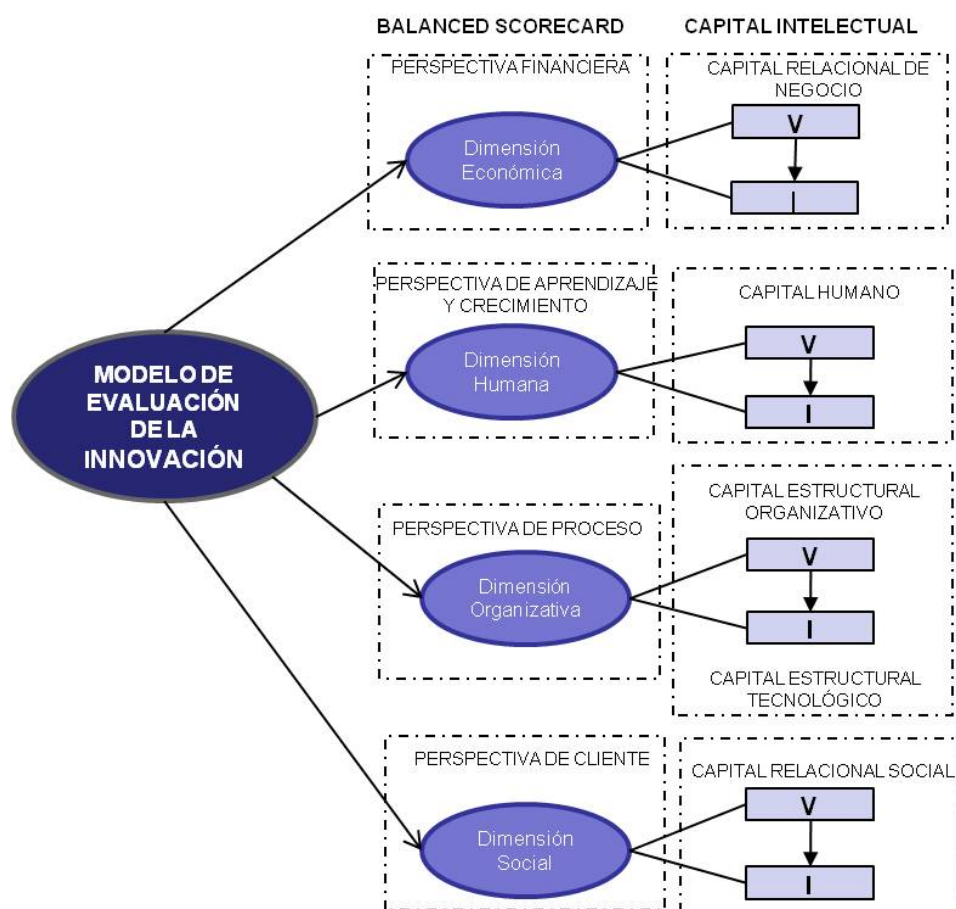 BALANCED SCORECARD
CAPITAL INTELECTUAL
PERSPECTIVA FINANCIERA
CAPITAL RELACIONAL DE
NEGOCIO
Dimensión
Económica
V
I
PERSPECTIVA DE APRENDIZAJE
Y CRECIMIENTO
CAPITAL HUMANO
Dimensión
Humana
V
I
MODELO DE
EVALUACIÓN
DE LA
INNOVACIÓN
PERSPECTIVA DE PROCESO
CAPITAL ESTRUCTURAL
ORGANIZATIVO
Dimensión
Organizativa
V
I
CAPITAL ESTRUCTURAL
TECNOLÓGICO
PERSPECTIVA DE CLIENTE
CAPITAL RELACIONAL SOCIAL
Dimensión
Social
V
I